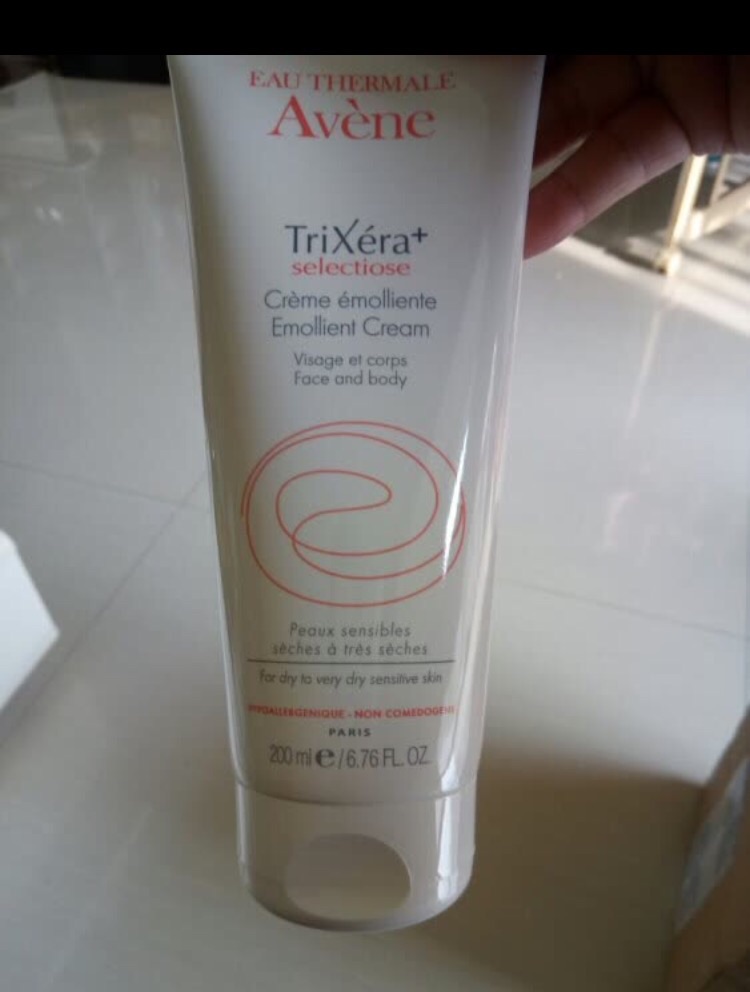 EAU THERMALE
Avène
TriXéra+
selectiose
Crème émolliente
Emollient Cream
Visage et corps
Face and body
Peaux sensibles
sèches à très sèches
For dry to very dry sensitive skin
HYPOALLERGENIQUE - NON COMEDOGENE
PARIS
200 ml e / 6.76 FL. OZ.